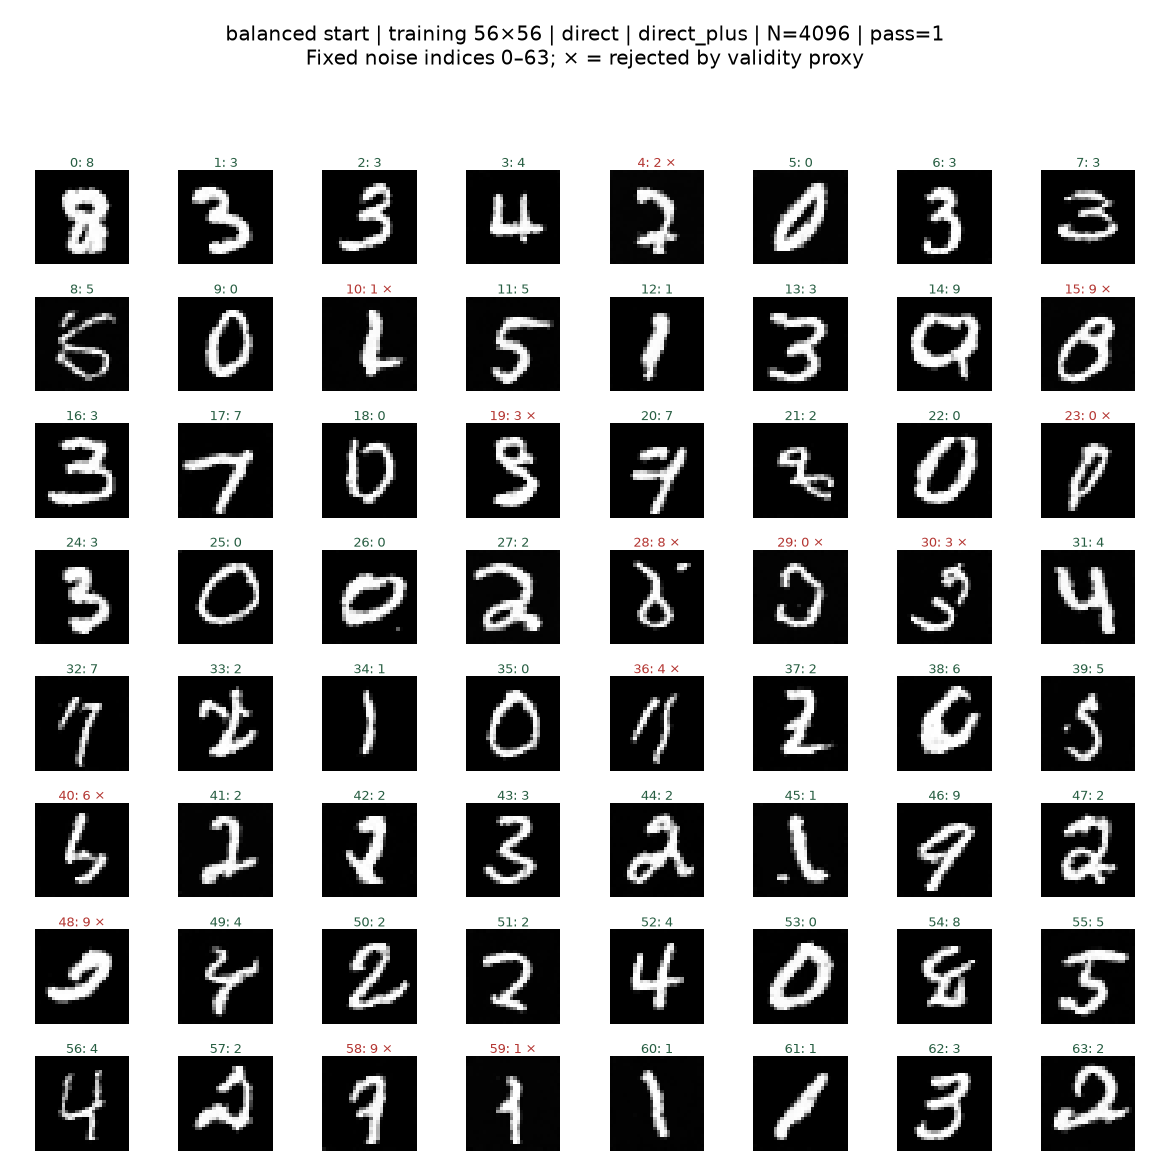 balanced start | training 56×56 | direct | direct_plus | N=4096 | pass=1
Fixed noise indices 0–63; × = rejected by validity proxy
0: 8 1: 3 2: 3 3: 4 4: 2 × 5: 0 6: 3 7: 3
8: 5 9: 0 10: 1 × 11: 5 12: 1 13: 3 14: 9 15: 9 ×
16: 3 17: 7 18: 0 19: 3 × 20: 7 21: 2 22: 0 23: 0 ×
24: 3 25: 0 26: 0 27: 2 28: 8 × 29: 0 × 30: 3 × 31: 4
32: 7 33: 2 34: 1 35: 0 36: 4 × 37: 2 38: 6 39: 5
40: 6 × 41: 2 42: 2 43: 3 44: 2 45: 1 46: 9 47: 2
48: 9 × 49: 4 50: 2 51: 2 52: 4 53: 0 54: 8 55: 5
56: 4 57: 2 58: 9 × 59: 1 × 60: 1 61: 1 62: 3 63: 2